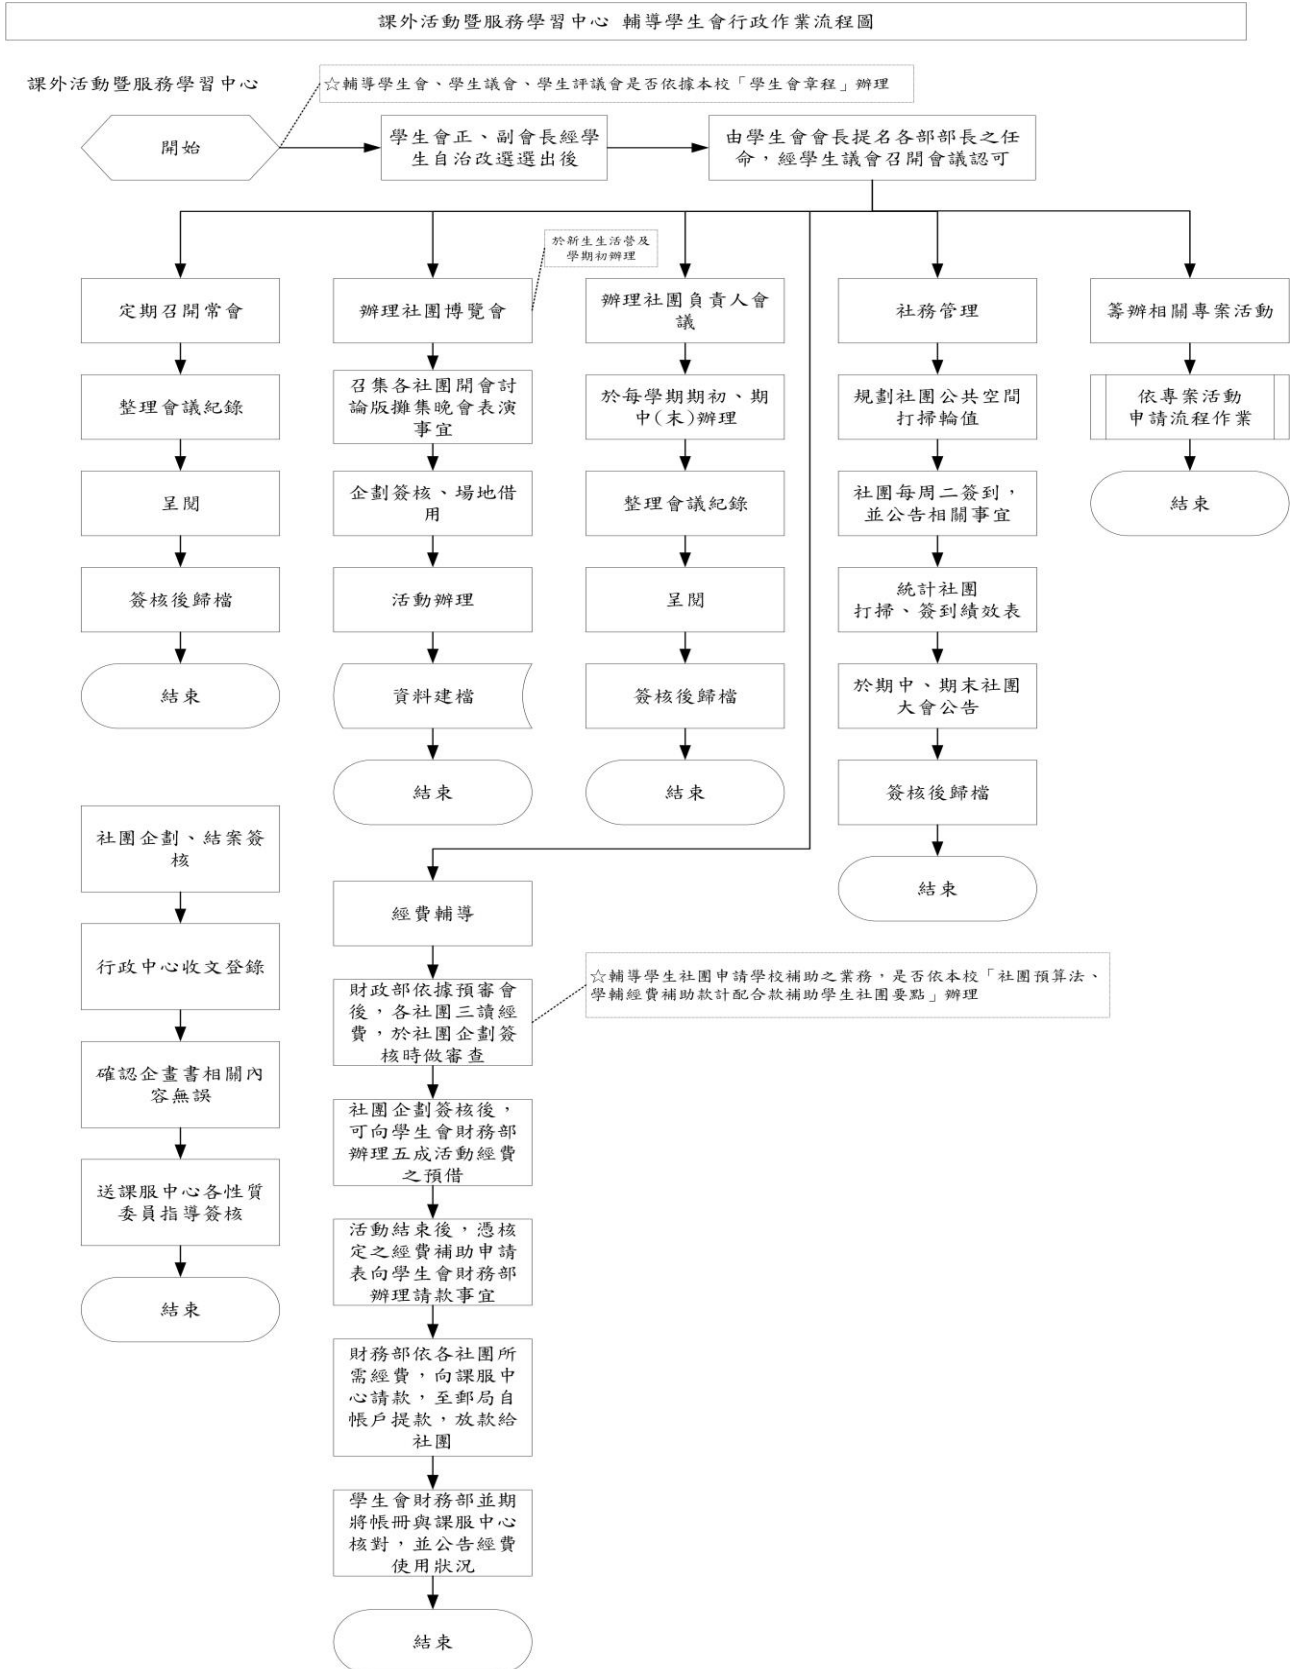 課外活動暨服務學習中心 輔導學生會行政作業流程圖
課外活動暨服務學習中心
☆輔導學生會、學生議會、學生評議會是否依據本校「學生會章程」辦理
開始
學生會正、副會長經學
生自治改選選出後
由學生會會長提名各部部長之任
命，經學生議會召開會議認可
定期召開常會
整理會議紀錄
呈閱
簽核後歸檔
結束
於新生生活營及
學期初辦理
辦理社團博覽會
召集各社團開會討
論版攤集晚會表演
事宜
企劃簽核、場地借
用
活動辦理
資料建檔
結束
辦理社團負責人會
議
於每學期期初、期
中(末)辦理
整理會議紀錄
呈閱
簽核後歸檔
結束
社務管理
規劃社團公共空間
打掃輪值
社團每周二簽到，
並公告相關事宜
統計社團
打掃、簽到績效表
於期中、期末社團
大會公告
簽核後歸檔
結束
籌辦相關專案活動
依專案活動
申請流程作業
結束
社團企劃、結案簽
核
行政中心收文登錄
確認企畫書相關內
容無誤
送課服中心各性質
委員指導簽核
結束
經費輔導
財政部依據預審會
後，各社團三讀經
費，於社團企劃簽
核時做審查
☆輔導學生社團申請學校補助之業務，是否依本校「社團預算法、
學輔經費補助款計配合款補助學生社團要點」辦理
社團企劃簽核後，
可向學生會財務部
辦理五成活動經費
之預借
活動結束後，憑核
定之經費補助申請
表向學生會財務部
辦理請款事宜
財務部依各社團所
需經費，向課服中
心請款，至郵局自
帳戶提款，放款給
社團
學生會財務部並期
將帳冊與課服中心
核對，並公告經費
使用狀況
結束